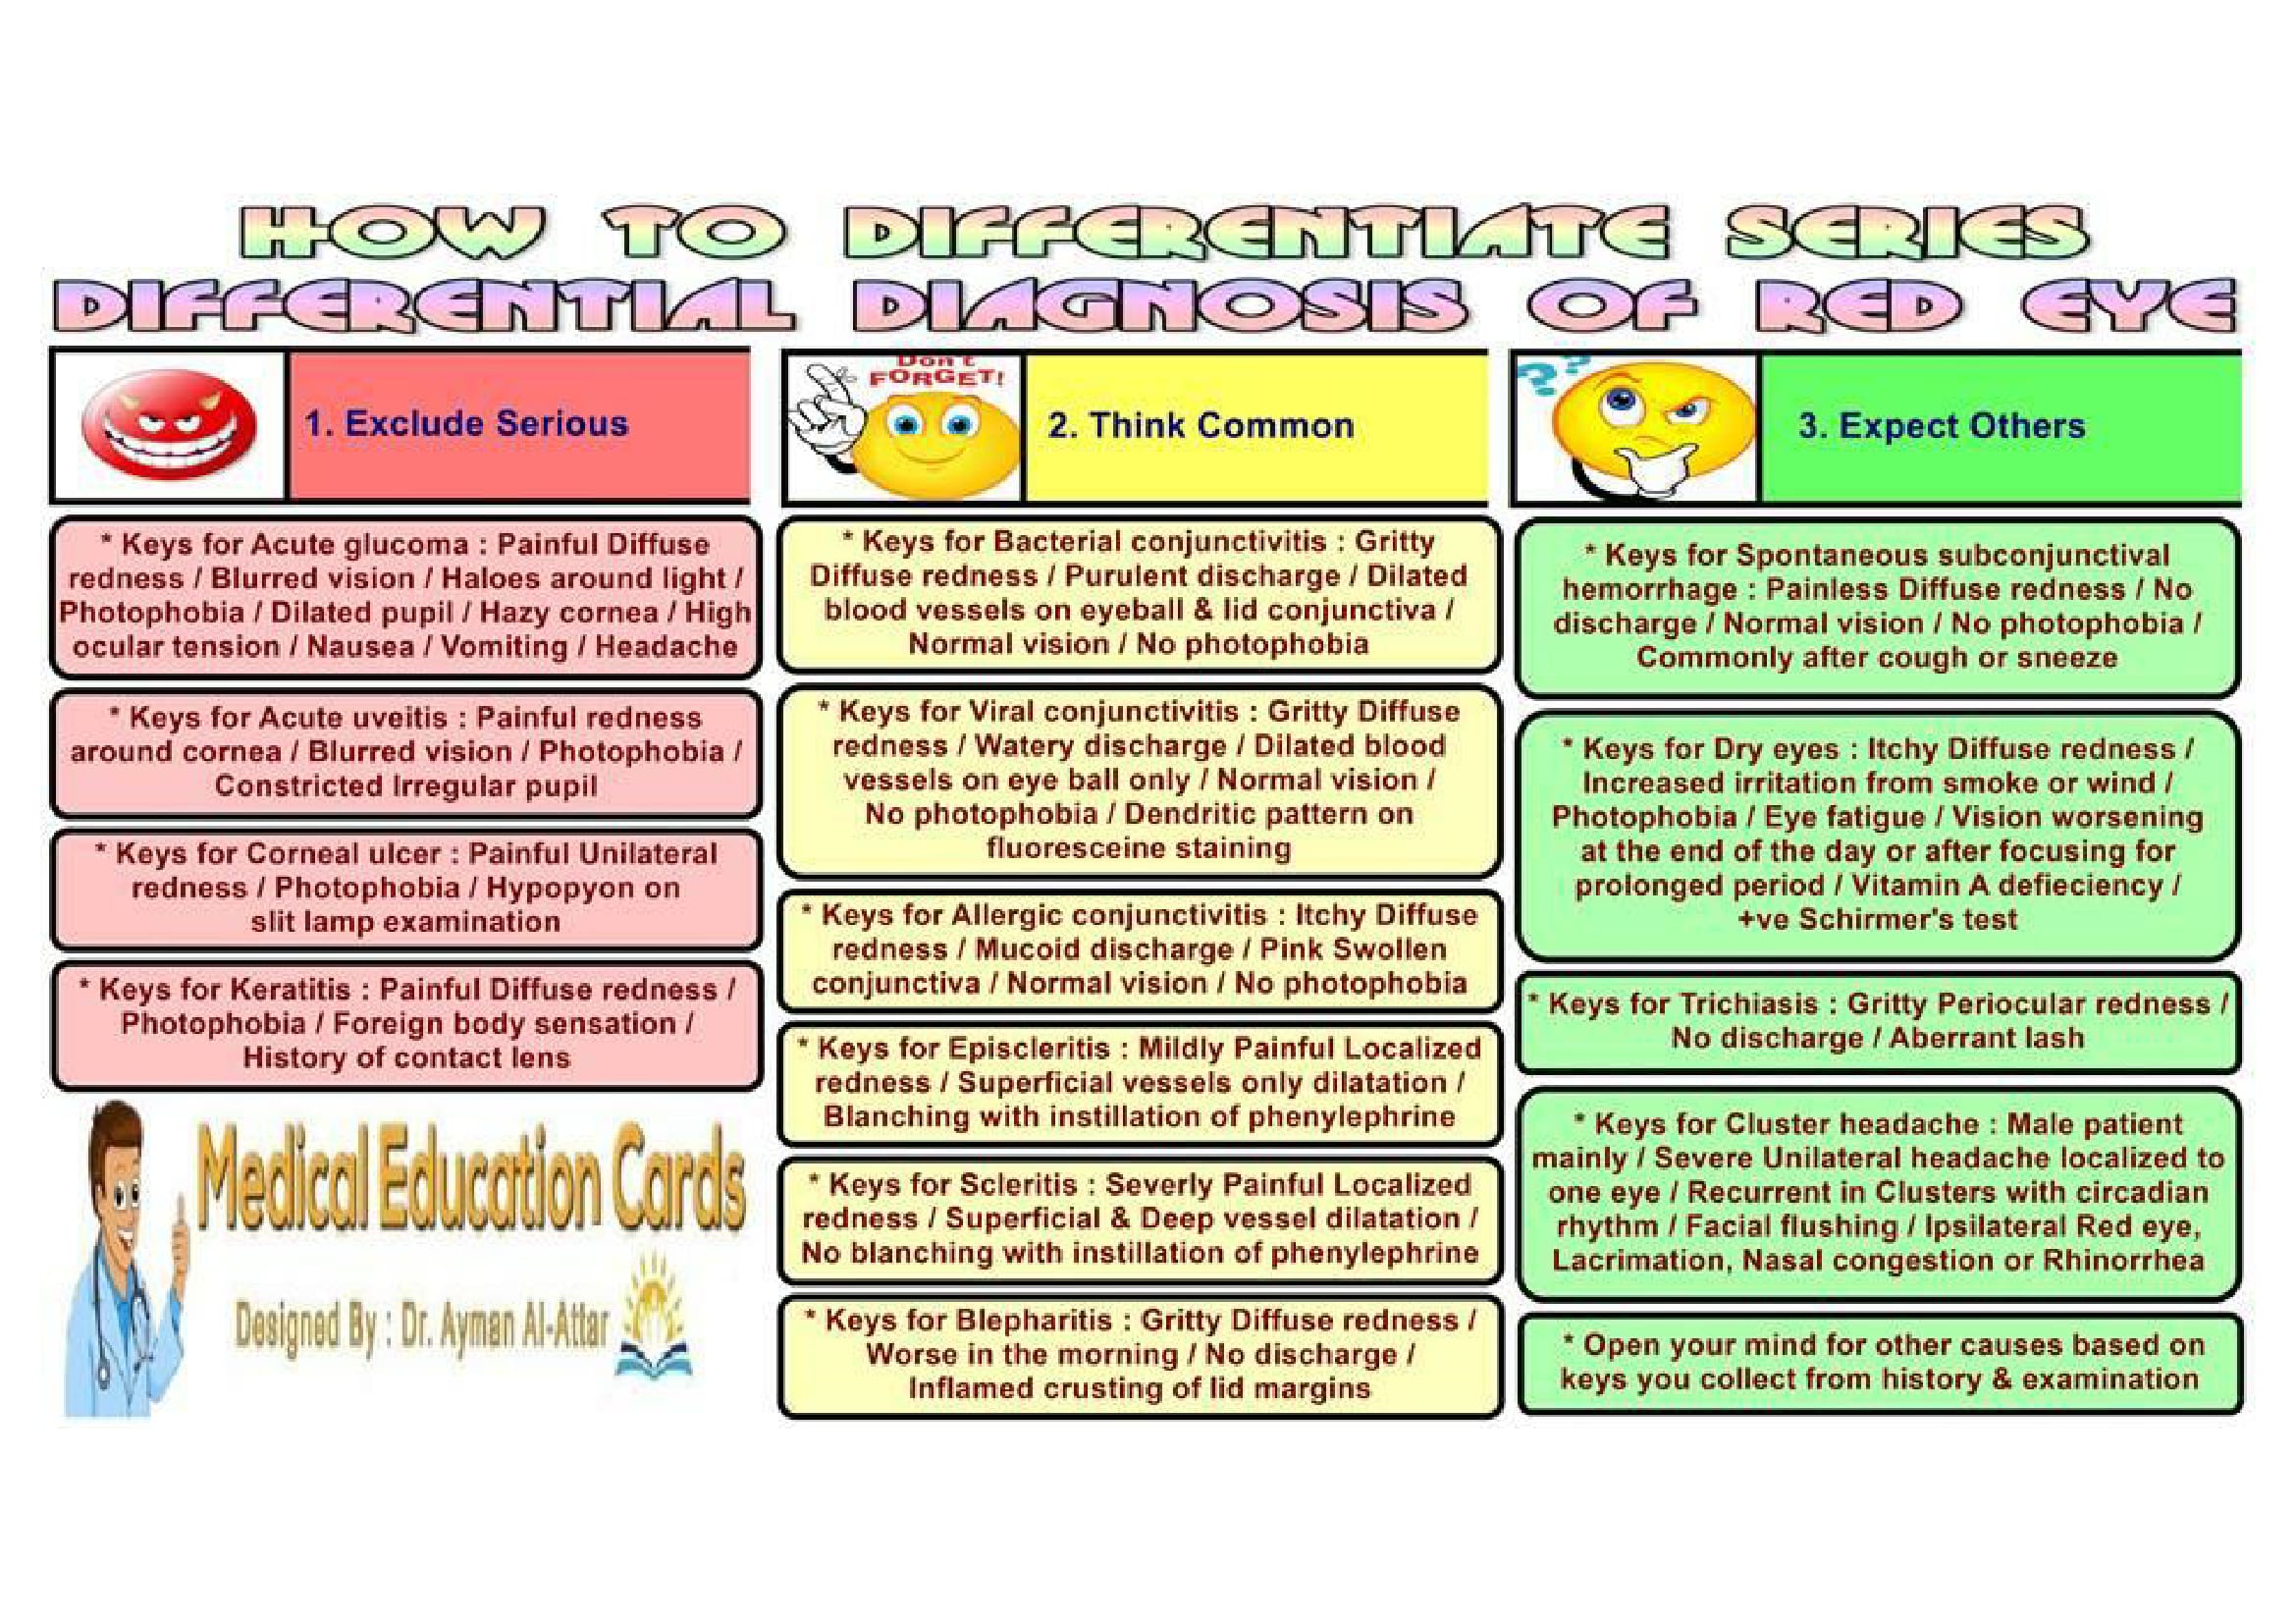 HOW TO DIFFERENTIATE SERIES
DIFFERENTIAL DIAGNOSIS OF RED EYE
1. Exclude Serious
* Keys for Acute glucoma : Painful Diffuse
redness / Blurred vision / Haloes around light /
Photophobia / Dilated pupil / Hazy cornea / High
ocular tension / Nausea / Vomiting / Headache
* Keys for Acute uveitis : Painful redness
around cornea / Blurred vision / Photophobia /
Constricted Irregular pupil
* Keys for Corneal ulcer : Painful Unilateral
redness / Photophobia / Hypopyon on
slit lamp examination
* Keys for Keratitis : Painful Diffuse redness /
Photophobia / Foreign body sensation /
History of contact lens
Medical Education Cards
Designed By : Dr. Ayman Al-Attar
Don't
FORGET!
2. Think Common
* Keys for Bacterial conjunctivitis : Gritty
Diffuse redness / Purulent discharge / Dilated
blood vessels on eyeball & lid conjunctiva /
Normal vision / No photophobia
* Keys for Viral conjunctivitis : Gritty Diffuse
redness / Watery discharge / Dilated blood
vessels on eye ball only / Normal vision /
No photophobia / Dendritic pattern on
fluoresceine staining
* Keys for Allergic conjunctivitis : Itchy Diffuse
redness / Mucoid discharge / Pink Swollen
conjunctiva / Normal vision / No photophobia
* Keys for Episcleritis : Mildly Painful Localized
redness / Superficial vessels only dilatation /
Blanching with instillation of phenylephrine
* Keys for Scleritis : Severly Painful Localized
redness / Superficial & Deep vessel dilatation /
No blanching with instillation of phenylephrine
* Keys for Blepharitis : Gritty Diffuse redness /
Worse in the morning / No discharge /
Inflamed crusting of lid margins
??
3. Expect Others
* Keys for Spontaneous subconjunctival
hemorrhage : Painless Diffuse redness / No
discharge / Normal vision / No photophobia /
Commonly after cough or sneeze
* Keys for Dry eyes : Itchy Diffuse redness /
Increased irritation from smoke or wind /
Photophobia / Eye fatigue / Vision worsening
at the end of the day or after focusing for
prolonged period / Vitamin A defieciency /
+ve Schirmer's test
* Keys for Trichiasis : Gritty Periocular redness /
No discharge / Aberrant lash
* Keys for Cluster headache : Male patient
mainly / Severe Unilateral headache localized to
one eye / Recurrent in Clusters with circadian
rhythm / Facial flushing / Ipsilateral Red eye,
Lacrimation, Nasal congestion or Rhinorrhea
* Open your mind for other causes based on
keys you collect from history & examination